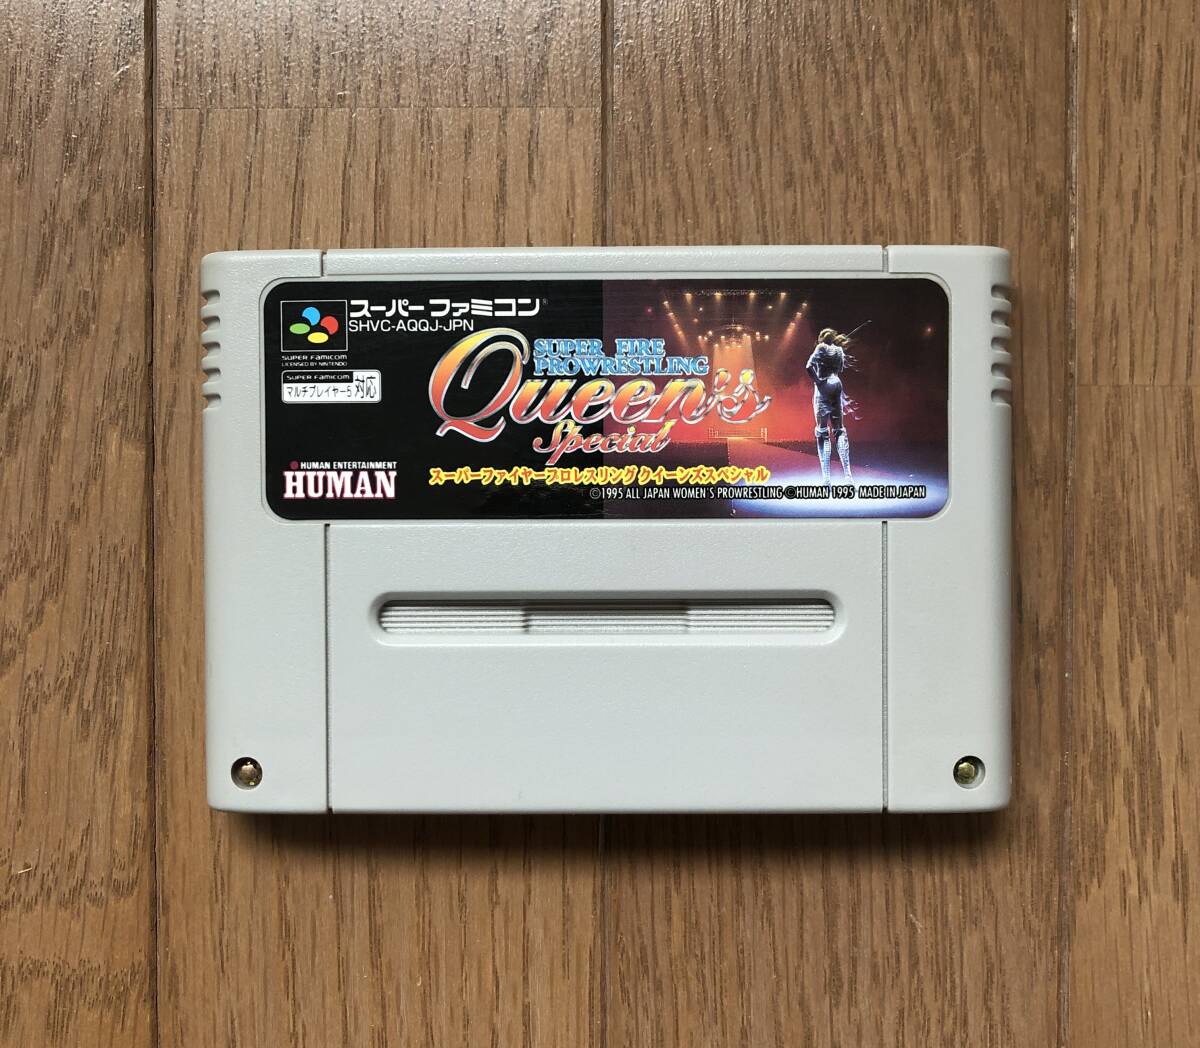 スーパーファミコン®
SHVC-AQQJ-JPN
SUPER FAMICOM
LICENSED BY NINTENDO
SUPER FAMICOM
マルチプレイヤー5 対応
SUPER FIRE
PROWRESTLING
Queen's
Special
スーパーファイヤープロレスリング クイーンズスペシャル
HUMAN ENTERTAINMENT
HUMAN
©1995 ALL JAPAN WOMEN'S PROWRESTLING ©HUMAN 1995 MADE IN JAPAN